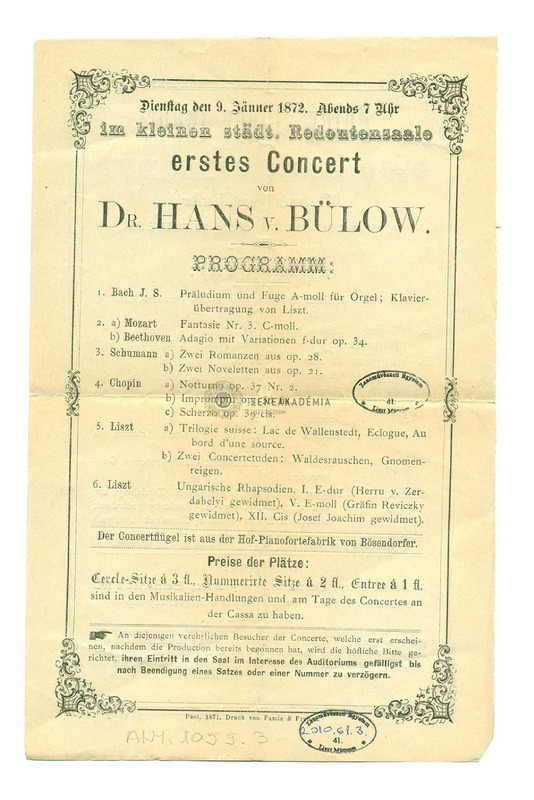 Dienstag den 9. Jänner 1872. Abends 7 Uhr
im kleinen städt. Redoutensaale
erstes Concert
von
DR. HANS V. BÜLOW.
PROGRAMM:
1. Bach J. S. Präludium und Fuge A-moll für Orgel; Klavier-
übertragung von Liszt.
2. a) Mozart Fantasie Nr. 3. C-moll.
b) Beethoven Adagio mit Variationen f-dur op. 34.
3. Schumann a) Zwei Romanzen aus op. 28.
b) Zwei Noveletten aus op. 21.
4. Chopin a) Notturno op. 37 Nr. 2.
b) Impromptu
c) Scherzo op. 39 cis.
ZENEAKADÉMIA
41.
5. Liszt a) Trilogie suisse: Lac de Wallenstedt, Eclogue, Au
bord d'une source.
b) Zwei Concertetuden: Waldesrauschen, Gnomen-
reigen.
6. Liszt Ungarische Rhapsodien. I. E-dur (Herru v. Zer-
dahelyi gewidmet), V. E-moll (Gräfin Reviczky
gewidmet), XII. Cis (Josef Joachim gewidmet).
Der Concertflügel ist aus der Hof-Pianofortefabrik von Bösendorfer.
Preise der Plätze:
Cercle-Sitze á 3 fl., Nummerirte Sitze á 2 fl., Entree á 1 fl.
sind in den Musikalien-Handlungen und am Tage des Concertes an
der Cassa zu haben.
An diejenigen verehrlichen Besucher der Concerte, welche erst erschei-
nen, nachdem die Production bereits begonnen hat, wird die höfliche Bitte ge-
richtet, ihren Eintritt in den Saal im Interesse des Auditoriums gefälligst bis
nach Beendigung eines Satzes oder einer Nummer zu verzögern.
Pest, 1871. Druck von Fanda &
ANY. 1059. 3
2010.61.3.
41.